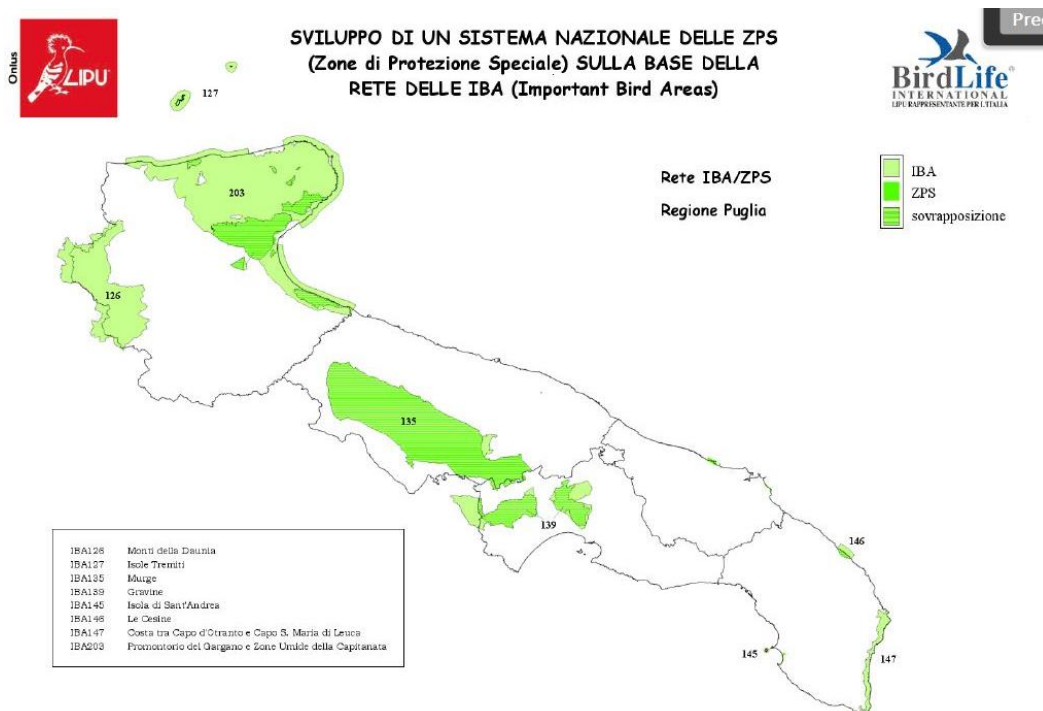 Onlus
LIPU
SVILUPPO DI UN SISTEMA NAZIONALE DELLE ZPS
(Zone di Protezione Speciale) SULLA BASE DELLA
RETE DELLE IBA (Important Bird Areas)
BirdLife
INTERNATIONAL
LIPU RAPPRESENTANTE PER L'ITALIA
127
203
Rete IBA/ZPS
Regione Puglia
IBA
ZPS
sovrapposizione
126
135
139
146
145
147
IBA126 Monti della Daunia
IBA127 Isole Tremiti
IBA135 Murge
IBA139 Gravine
IBA145 Isola di Sant'Andrea
IBA146 Le Cesine
IBA147 Costa tra Capo d'Otranto e Capo S. Maria di Leuca
IBA203 Promontorio del Gargano e Zone Umide della Capitanata